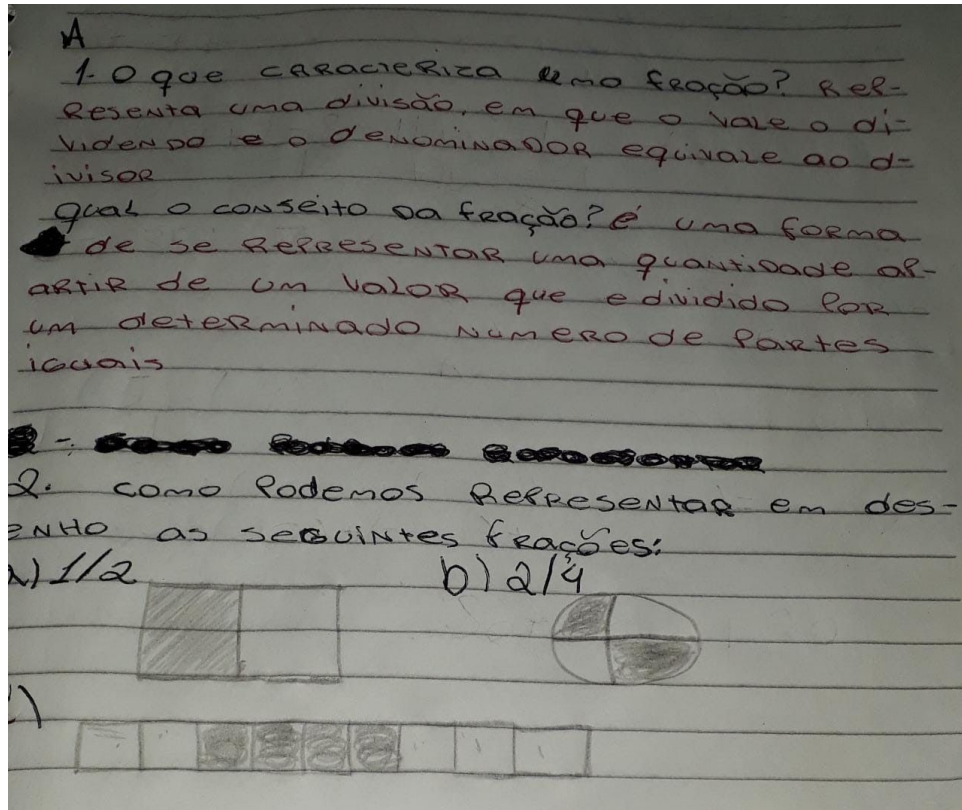 A
1. O que caracieriza uma fração? Rep-
resenta uma divisão, em que o vale o di-
videndo e o denominador equivale ao d-
ivisor
qual o conseito da fração? é uma forma
de se representar uma quantidade ap-
artir de um valor que e dividido por
um determinado numero de partes
iguais
2. como podemos representar em des-
enho as seguintes frações:
a) 1/2 b) 2/4
)